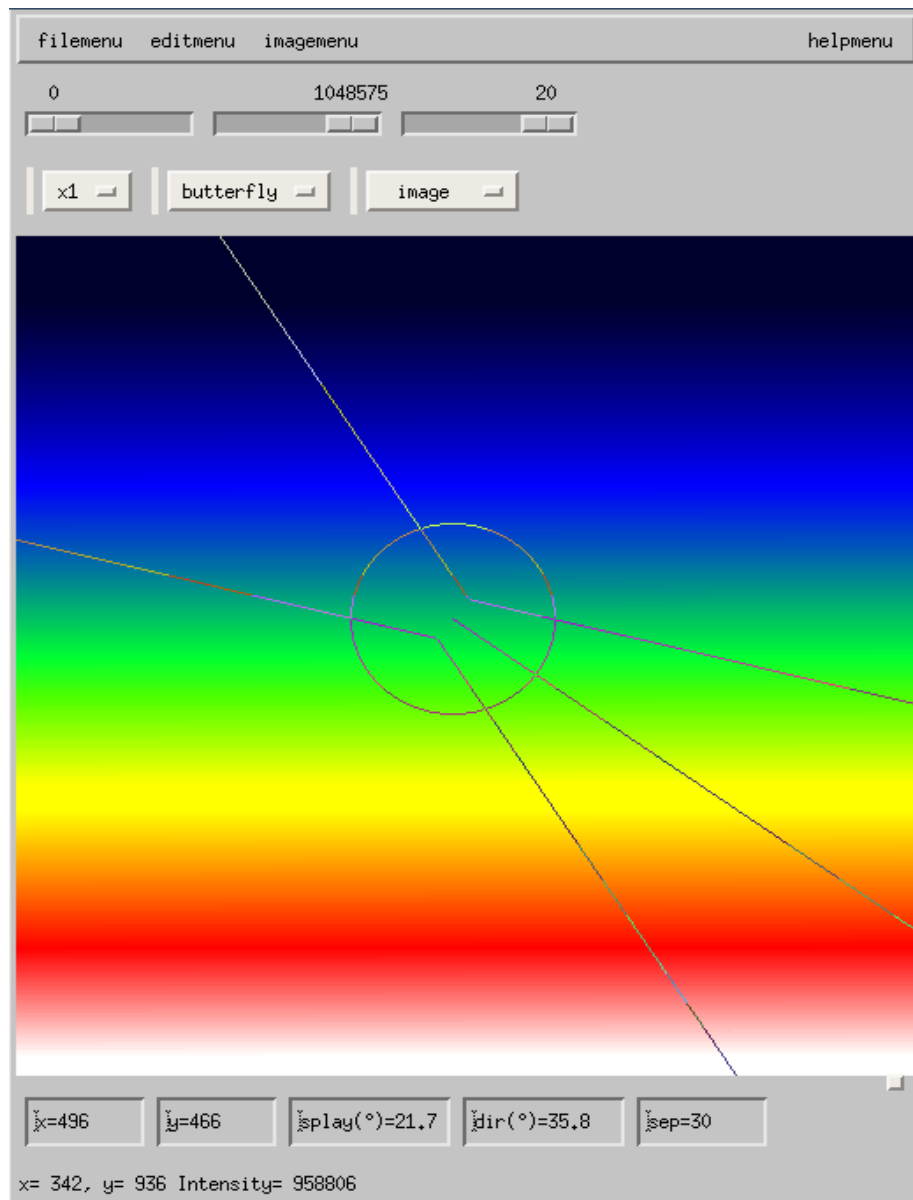 filemenu editmenu imagemenu helpmenu
0 1048575 20
x1 butterfly image
x=496 y=466 splay(°)=21.7 dir(°)=35.8 sep=30
x= 342, y= 936 Intensity= 958806